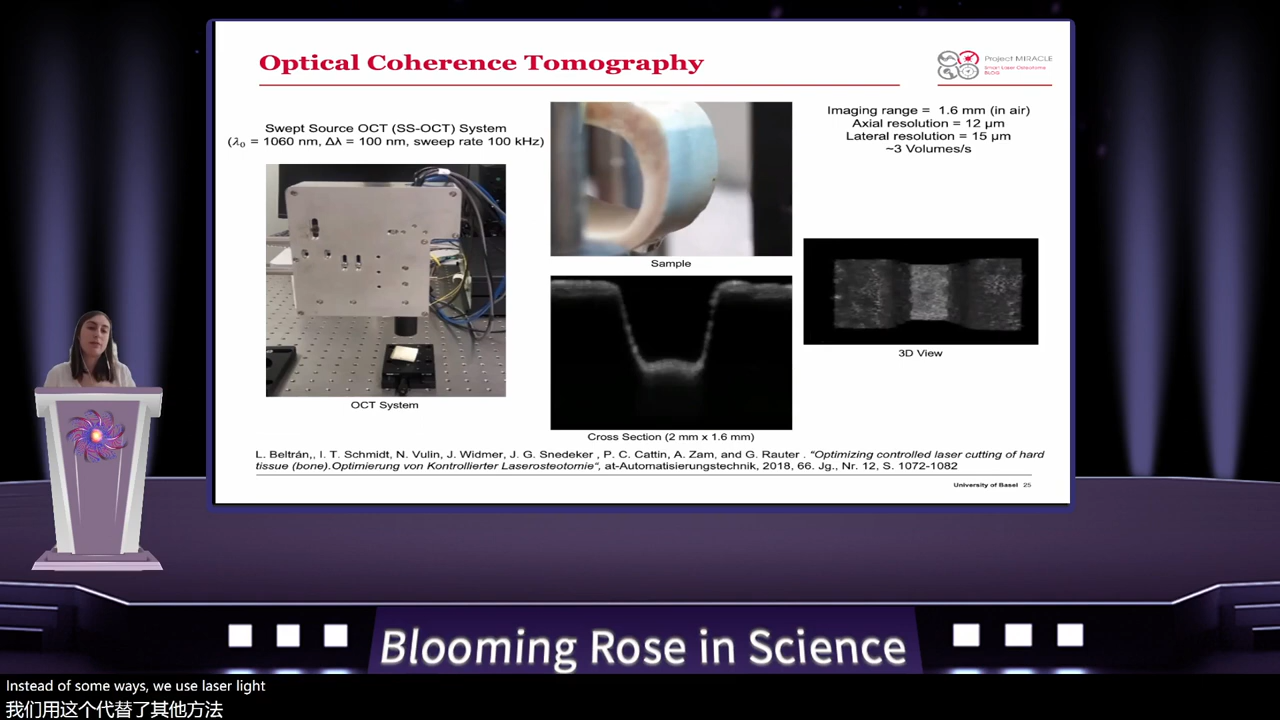 Optical Coherence Tomography
Project MIRACLE
Smart Laser Osteotome
BLOG
Swept Source OCT (SS-OCT) System
(λ₀ = 1060 nm, Δλ = 100 nm, sweep rate 100 kHz)
OCT System
Sample
Cross Section (2 mm x 1.6 mm)
Imaging range = 1.6 mm (in air)
Axial resolution = 12 µm
Lateral resolution = 15 µm
~3 Volumes/s
3D View
L. Beltrán,, I. T. Schmidt, N. Vulin, J. Widmer, J. G. Snedeker , P. C. Cattin, A. Zam, and G. Rauter . "Optimizing controlled laser cutting of hard
tissue (bone).Optimierung von Kontrollierter Laserosteotomie", at-Automatisierungstechnik, 2018, 66. Jg., Nr. 12, S. 1072-1082
University of Basel 25
Blooming Rose in Science
Instead of some ways, we use laser light
我们用这个代替了其他方法